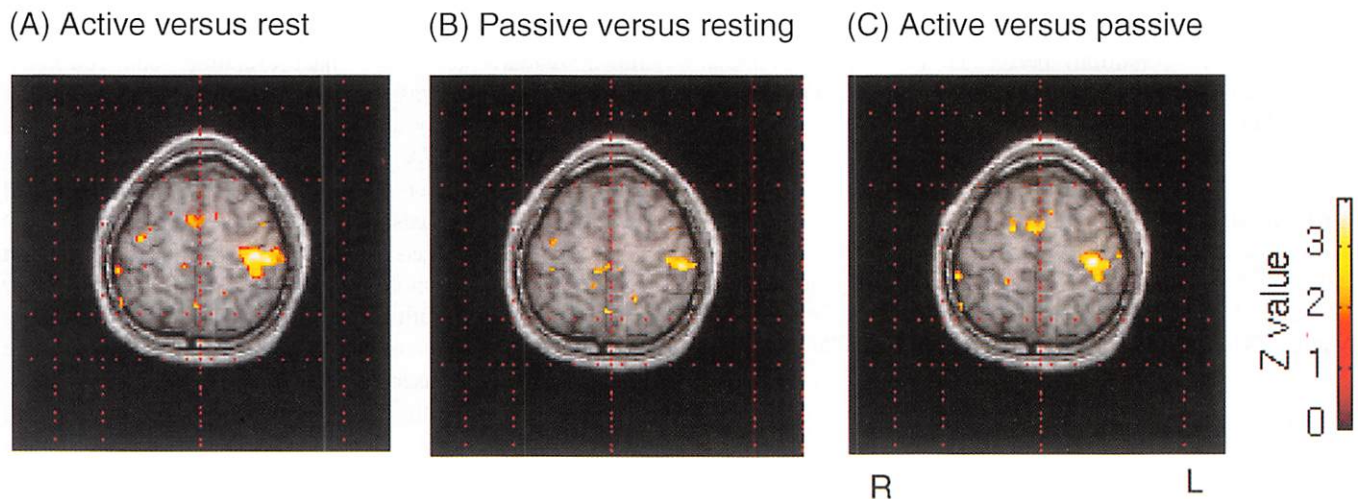 (A) Active versus rest
(B) Passive versus resting
(C) Active versus passive
3
2
1
0
Z value
R
L